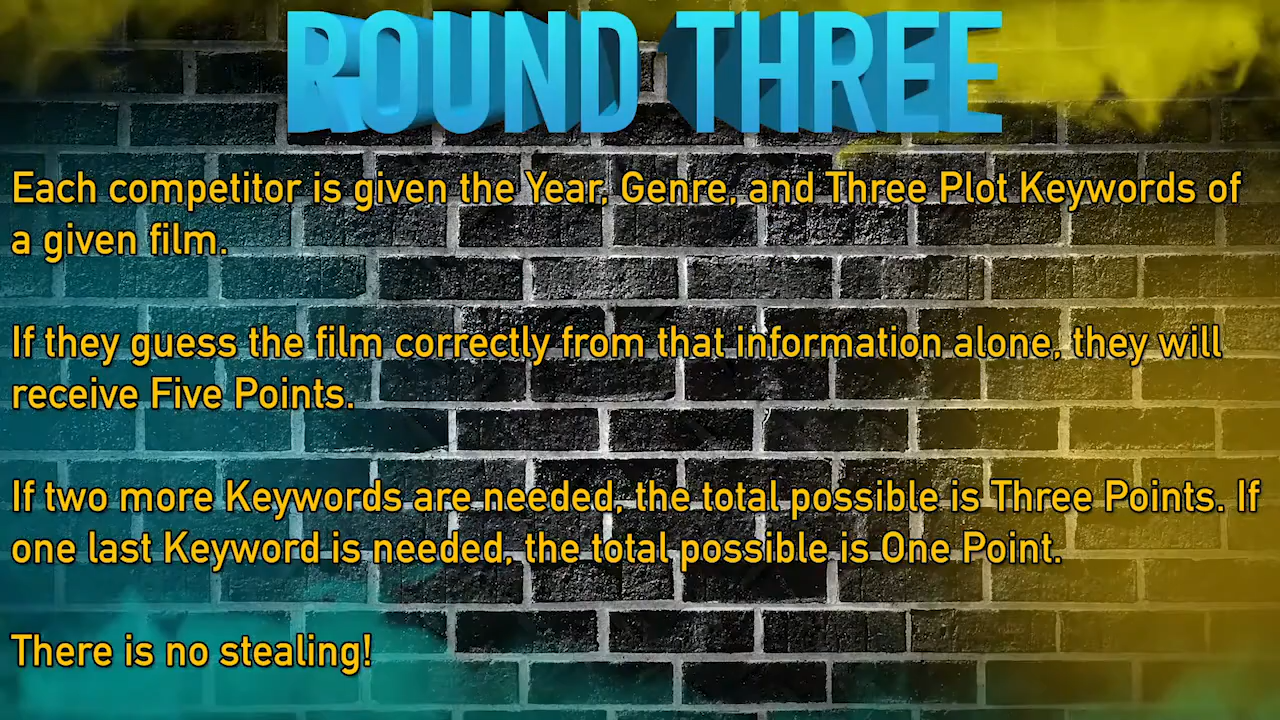 ROUND THREE
Each competitor is given the Year, Genre, and Three Plot Keywords of
a given film.
If they guess the film correctly from that information alone, they will
receive Five Points.
If two more Keywords are needed, the total possible is Three Points. If
one last Keyword is needed, the total possible is One Point.
There is no stealing!